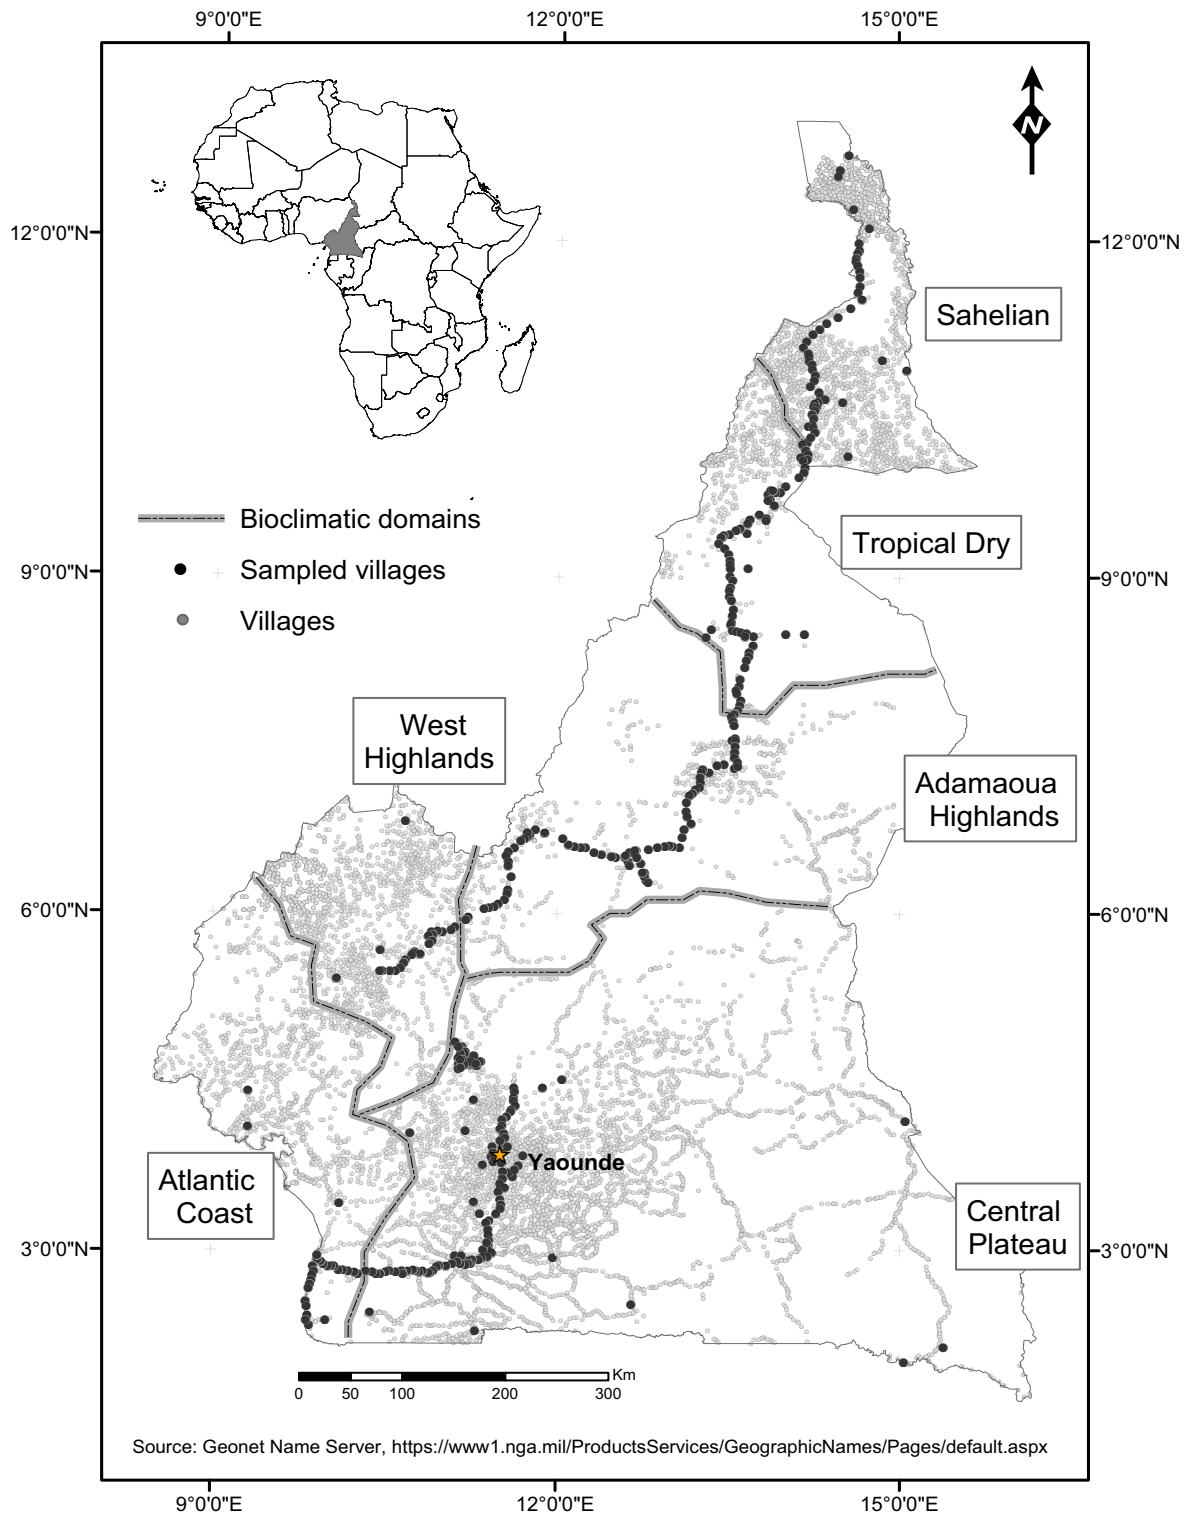 9°0'0"E
12°0'0"E
15°0'0"E
N
12°0'0"N
12°0'0"N
Sahelian
Bioclimatic domains
Tropical Dry
Sampled villages
9°0'0"N
9°0'0"N
Villages
West
Highlands
Adamaoua
Highlands
6°0'0"N
6°0'0"N
Yaounde
Atlantic
Coast
Central
Plateau
3°0'0"N
3°0'0"N
Km
0
50
100
200
300
Source: Geonet Name Server, https://www1.nga.mil/ProductsServices/GeographicNames/Pages/default.aspx
9°0'0"E
12°0'0"E
15°0'0"E